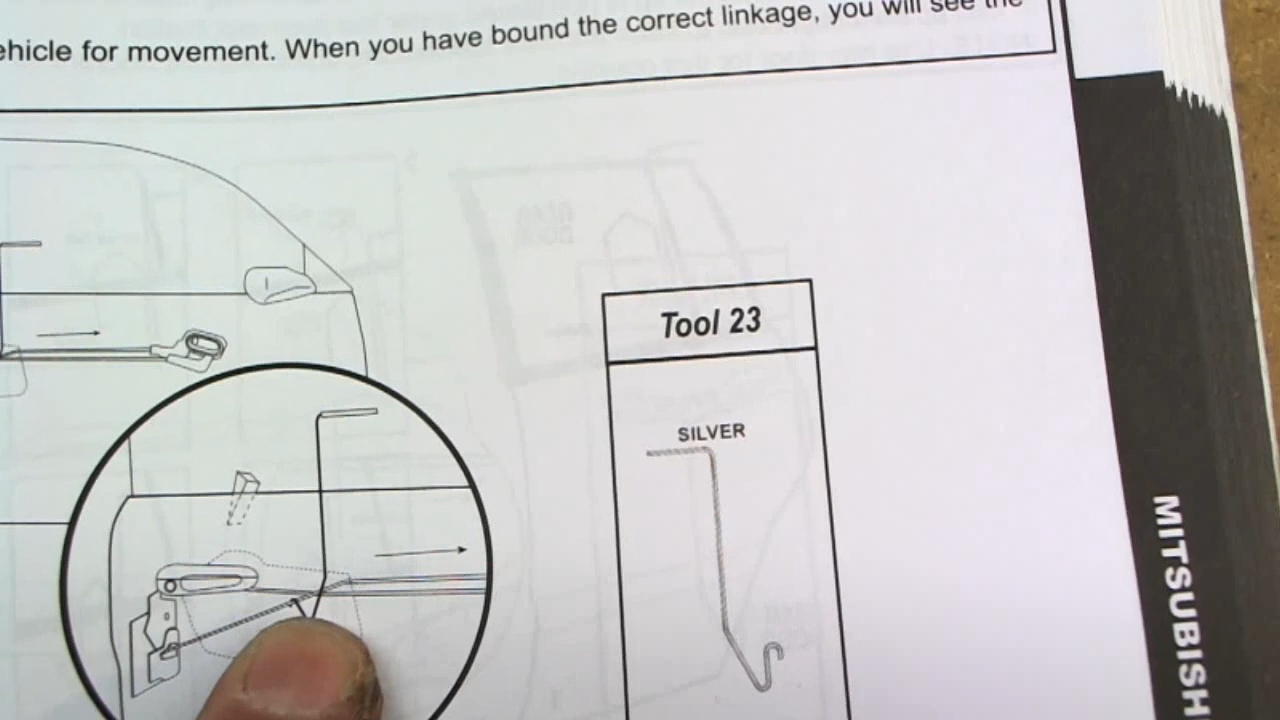 ehicle for movement. When you have bound the correct linkage, you will see the
Tool 23
SILVER
MITSUBISH